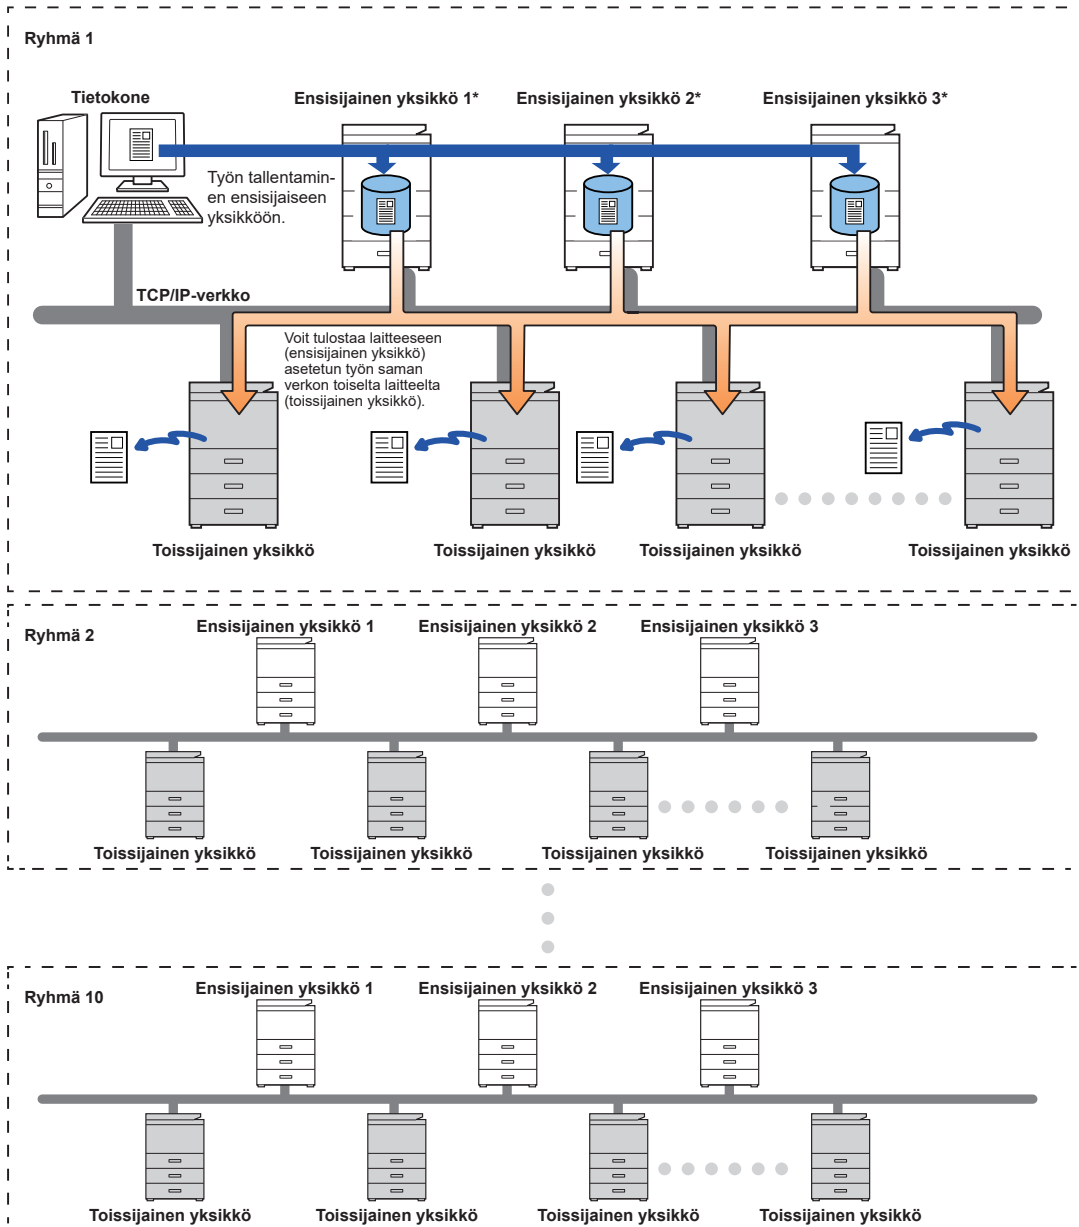 Ryhmä 1
Tietokone
Ensisijainen yksikkö 1*
Ensisijainen yksikkö 2*
Ensisijainen yksikkö 3*
Työn tallentamin-
en ensisijaiseen
yksikköön.
TCP/IP-verkko
Voit tulostaa laitteeseen
(ensisijainen yksikkö)
asetetun työn saman
verkon toiselta laitteelta
(toissijainen yksikkö).
Toissijainen yksikkö
Toissijainen yksikkö
Toissijainen yksikkö
Toissijainen yksikkö
Ryhmä 2
Ensisijainen yksikkö 1
Ensisijainen yksikkö 2
Ensisijainen yksikkö 3
Toissijainen yksikkö
Toissijainen yksikkö
Toissijainen yksikkö
Toissijainen yksikkö
Ryhmä 10
Ensisijainen yksikkö 1
Ensisijainen yksikkö 2
Ensisijainen yksikkö 3
Toissijainen yksikkö
Toissijainen yksikkö
Toissijainen yksikkö
Toissijainen yksikkö